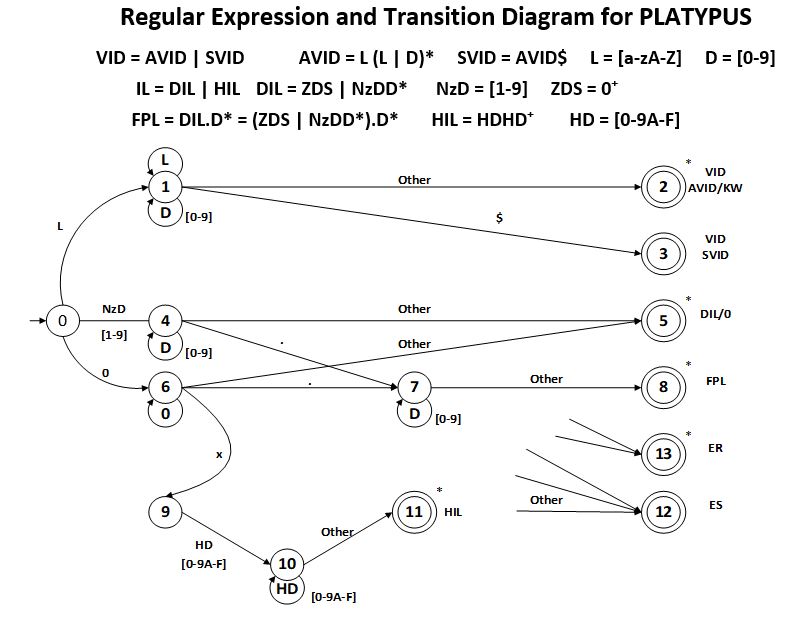 Regular Expression and Transition Diagram for PLATYPUS
VID = AVID | SVID AVID = L (L | D)* SVID = AVID$ L = [a-zA-Z] D = [0-9]
IL = DIL | HIL DIL = ZDS | NzDD* NzD = [1-9] ZDS = 0⁺
FPL = DIL.D* = (ZDS | NzDD*).D* HIL = HDHD⁺ HD = [0-9A-F]
L
1
D
[0-9]
Other
2
*
VID
AVID/KW
L
$
3
VID
SVID
0
NzD
[1-9]
4
D
[0-9]
Other
5
*
DIL/0
.
Other
0
6
0
.
7
D
[0-9]
Other
8
*
FPL
x
13
*
ER
9
HD
[0-9A-F]
10
HD
[0-9A-F]
Other
11
*
HIL
Other
12
ES